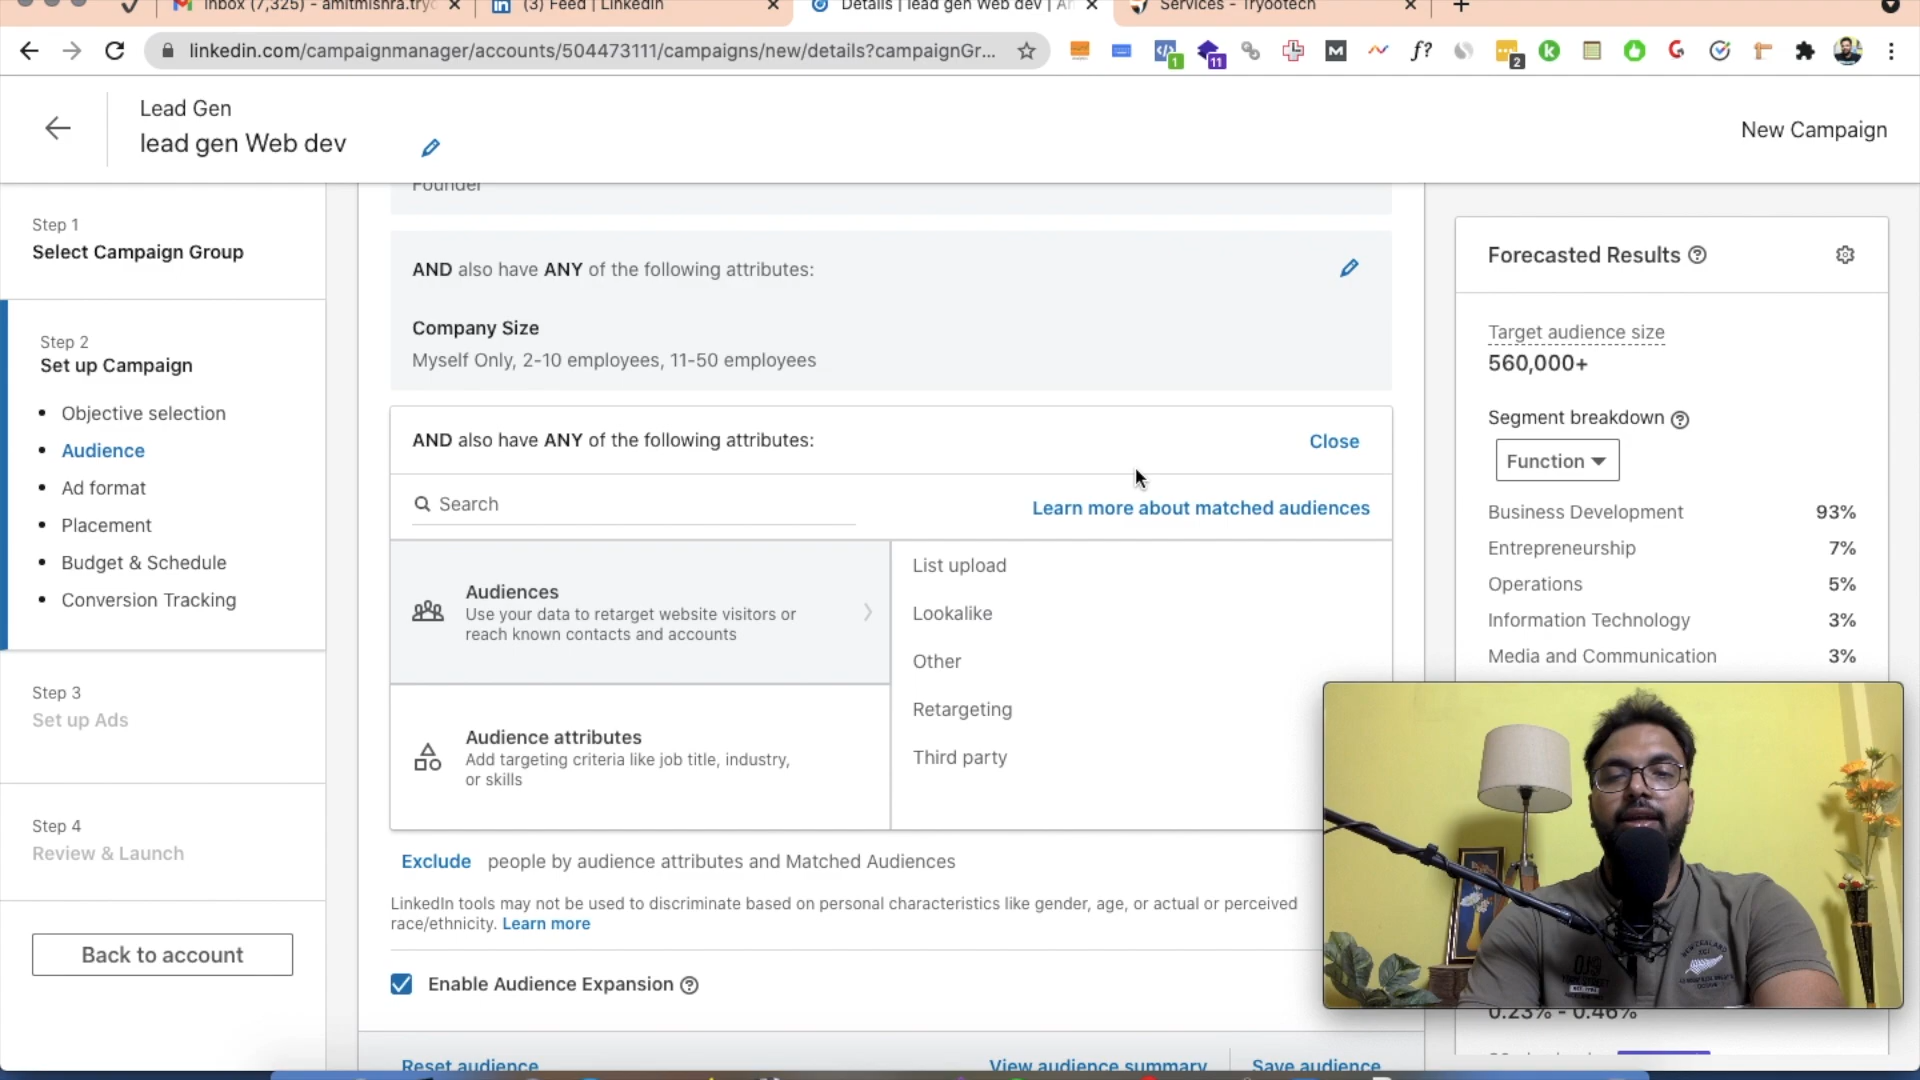 Inbox (7,325) - amitmishra.tryo
(3) Feed | LinkedIn
Details | lead gen Web dev | Am
Services - Tryootech
linkedin.com/campaignmanager/accounts/504473111/campaigns/new/details?campaignGr...
1
11
M
f?
2
k
Lead Gen
lead gen Web dev
New Campaign
Step 1
Select Campaign Group
Step 2
Set up Campaign
Objective selection
Audience
Ad format
Placement
Budget & Schedule
Conversion Tracking
Step 3
Set up Ads
Step 4
Review & Launch
Back to account
Founder
AND also have ANY of the following attributes:
Company Size
Myself Only, 2-10 employees, 11-50 employees
AND also have ANY of the following attributes:
Close
Search
Learn more about matched audiences
Audiences
Use your data to retarget website visitors or
reach known contacts and accounts
Audience attributes
Add targeting criteria like job title, industry,
or skills
List upload
Lookalike
Other
Retargeting
Third party
Exclude people by audience attributes and Matched Audiences
LinkedIn tools may not be used to discriminate based on personal characteristics like gender, age, or actual or perceived
race/ethnicity. Learn more
Enable Audience Expansion
Reset audience
View audience summary
Save audience
Forecasted Results
Target audience size
560,000+
Segment breakdown
Function
Business Development 93%
Entrepreneurship 7%
Operations 5%
Information Technology 3%
Media and Communication 3%
NEW ZEALAND
0.23% - 0.46%